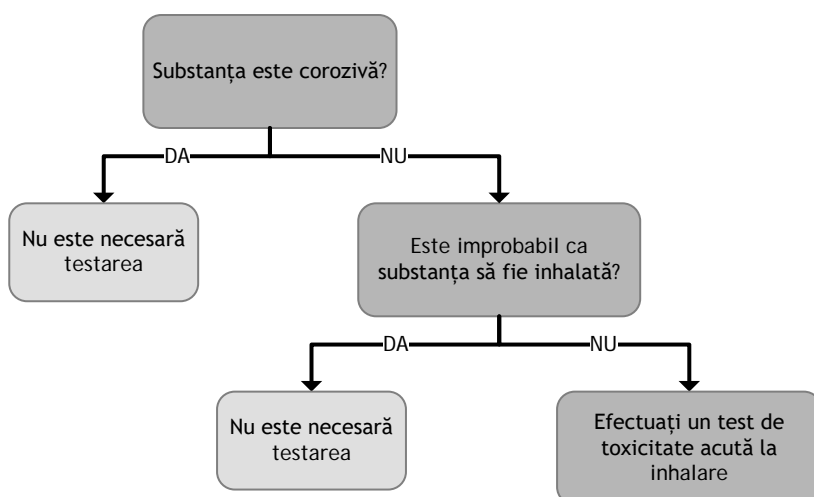 Substanța este corozivă?
DA
NU
Nu este necesară
testarea
Este improbabil ca
substanța să fie inhalată?
DA
NU
Nu este necesară
testarea
Efectuați un test de
toxicitate acută la
inhalare